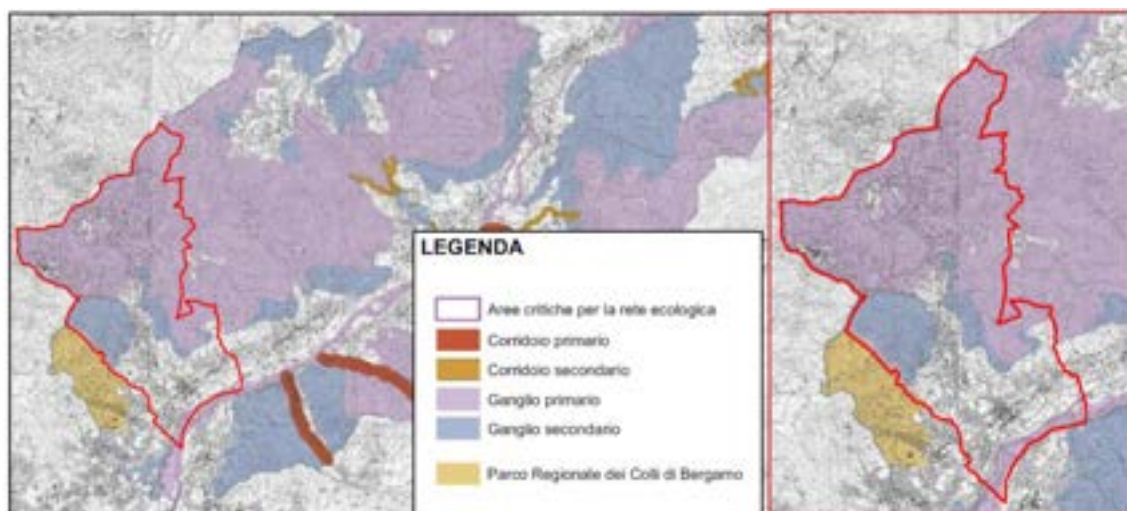 LEGENDA
Aree critiche per la rete ecologica
Corridoio primario
Corridoio secondario
Ganglio primario
Ganglio secondario
Parco Regionale dei Colli di Bergamo